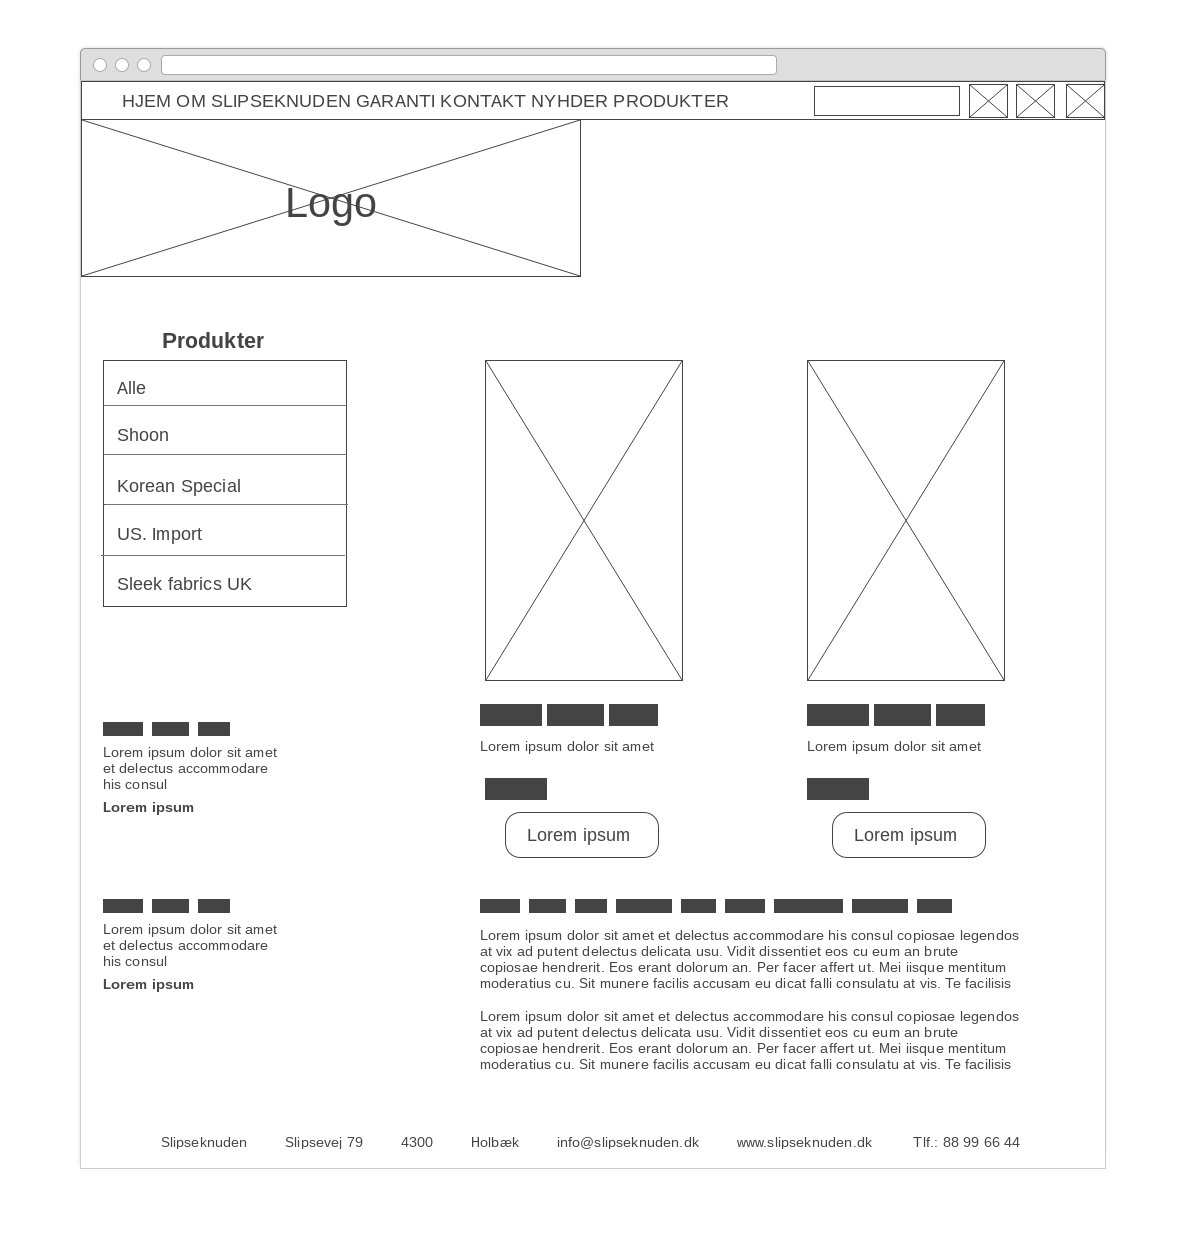 HJEM OM SLIPSEKNUDEN GARANTI KONTAKT NYHDER PRODUKTER
Logo
Produkter
Alle
Shoon
Korean Special
US. Import
Sleek fabrics UK
Lorem ipsum dolor sit amet
et delectus accommodare
his consul
Lorem ipsum
Lorem ipsum dolor sit amet
et delectus accommodare
his consul
Lorem ipsum
Lorem ipsum dolor sit amet
Lorem ipsum
Lorem ipsum dolor sit amet
Lorem ipsum
Lorem ipsum dolor sit amet et delectus accommodare his consul copiosae legendos
at vix ad putent delectus delicata usu. Vidit dissentiet eos cu eum an brute
copiosae hendrerit. Eos erant dolorum an. Per facer affert ut. Mei iisque mentitum
moderatius cu. Sit munere facilis accusam eu dicat falli consulatu at vis. Te facilisis
Lorem ipsum dolor sit amet et delectus accommodare his consul copiosae legendos
at vix ad putent delectus delicata usu. Vidit dissentiet eos cu eum an brute
copiosae hendrerit. Eos erant dolorum an. Per facer affert ut. Mei iisque mentitum
moderatius cu. Sit munere facilis accusam eu dicat falli consulatu at vis. Te facilisis
Slipseknuden Slipsevej 79 4300 Holbæk info@slipseknuden.dk www.slipseknuden.dk Tlf.: 88 99 66 44